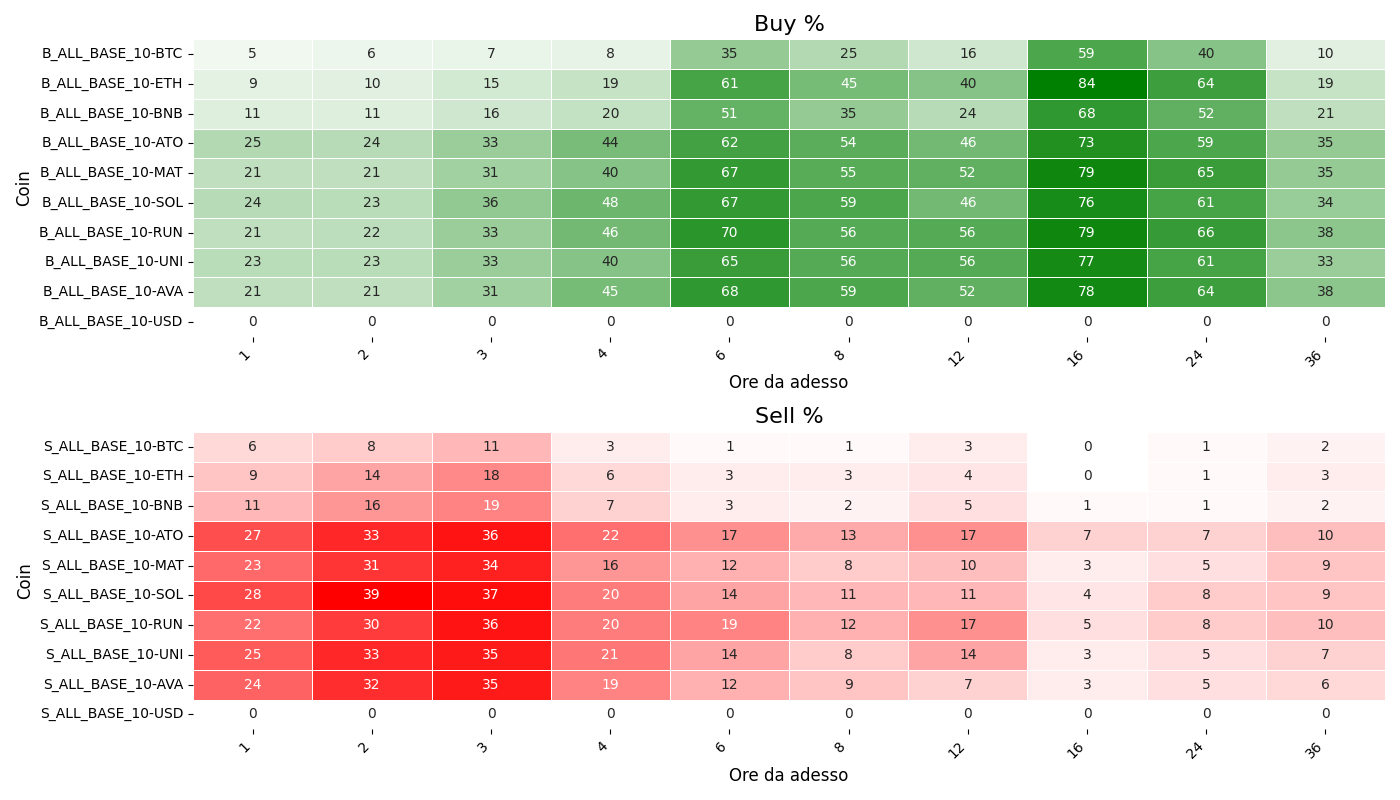 Buy %
Coin
B_ALL_BASE_10-BTC 5 6 7 8 35 25 16 59 40 10
B_ALL_BASE_10-ETH 9 10 15 19 61 45 40 84 64 19
B_ALL_BASE_10-BNB 11 11 16 20 51 35 24 68 52 21
B_ALL_BASE_10-ATO 25 24 33 44 62 54 46 73 59 35
B_ALL_BASE_10-MAT 21 21 31 40 67 55 52 79 65 35
B_ALL_BASE_10-SOL 24 23 36 48 67 59 46 76 61 34
B_ALL_BASE_10-RUN 21 22 33 46 70 56 56 79 66 38
B_ALL_BASE_10-UNI 23 23 33 40 65 56 56 77 61 33
B_ALL_BASE_10-AVA 21 21 31 45 68 59 52 78 64 38
B_ALL_BASE_10-USD 0 0 0 0 0 0 0 0 0 0
1 2 3 4 6 8 12 16 24 36
Ore da adesso
Sell %
Coin
S_ALL_BASE_10-BTC 6 8 11 3 1 1 3 0 1 2
S_ALL_BASE_10-ETH 9 14 18 6 3 3 4 0 1 3
S_ALL_BASE_10-BNB 11 16 19 7 3 2 5 1 1 2
S_ALL_BASE_10-ATO 27 33 36 22 17 13 17 7 7 10
S_ALL_BASE_10-MAT 23 31 34 16 12 8 10 3 5 9
S_ALL_BASE_10-SOL 28 39 37 20 14 11 11 4 8 9
S_ALL_BASE_10-RUN 22 30 36 20 19 12 17 5 8 10
S_ALL_BASE_10-UNI 25 33 35 21 14 8 14 3 5 7
S_ALL_BASE_10-AVA 24 32 35 19 12 9 7 3 5 6
S_ALL_BASE_10-USD 0 0 0 0 0 0 0 0 0 0
1 2 3 4 6 8 12 16 24 36
Ore da adesso